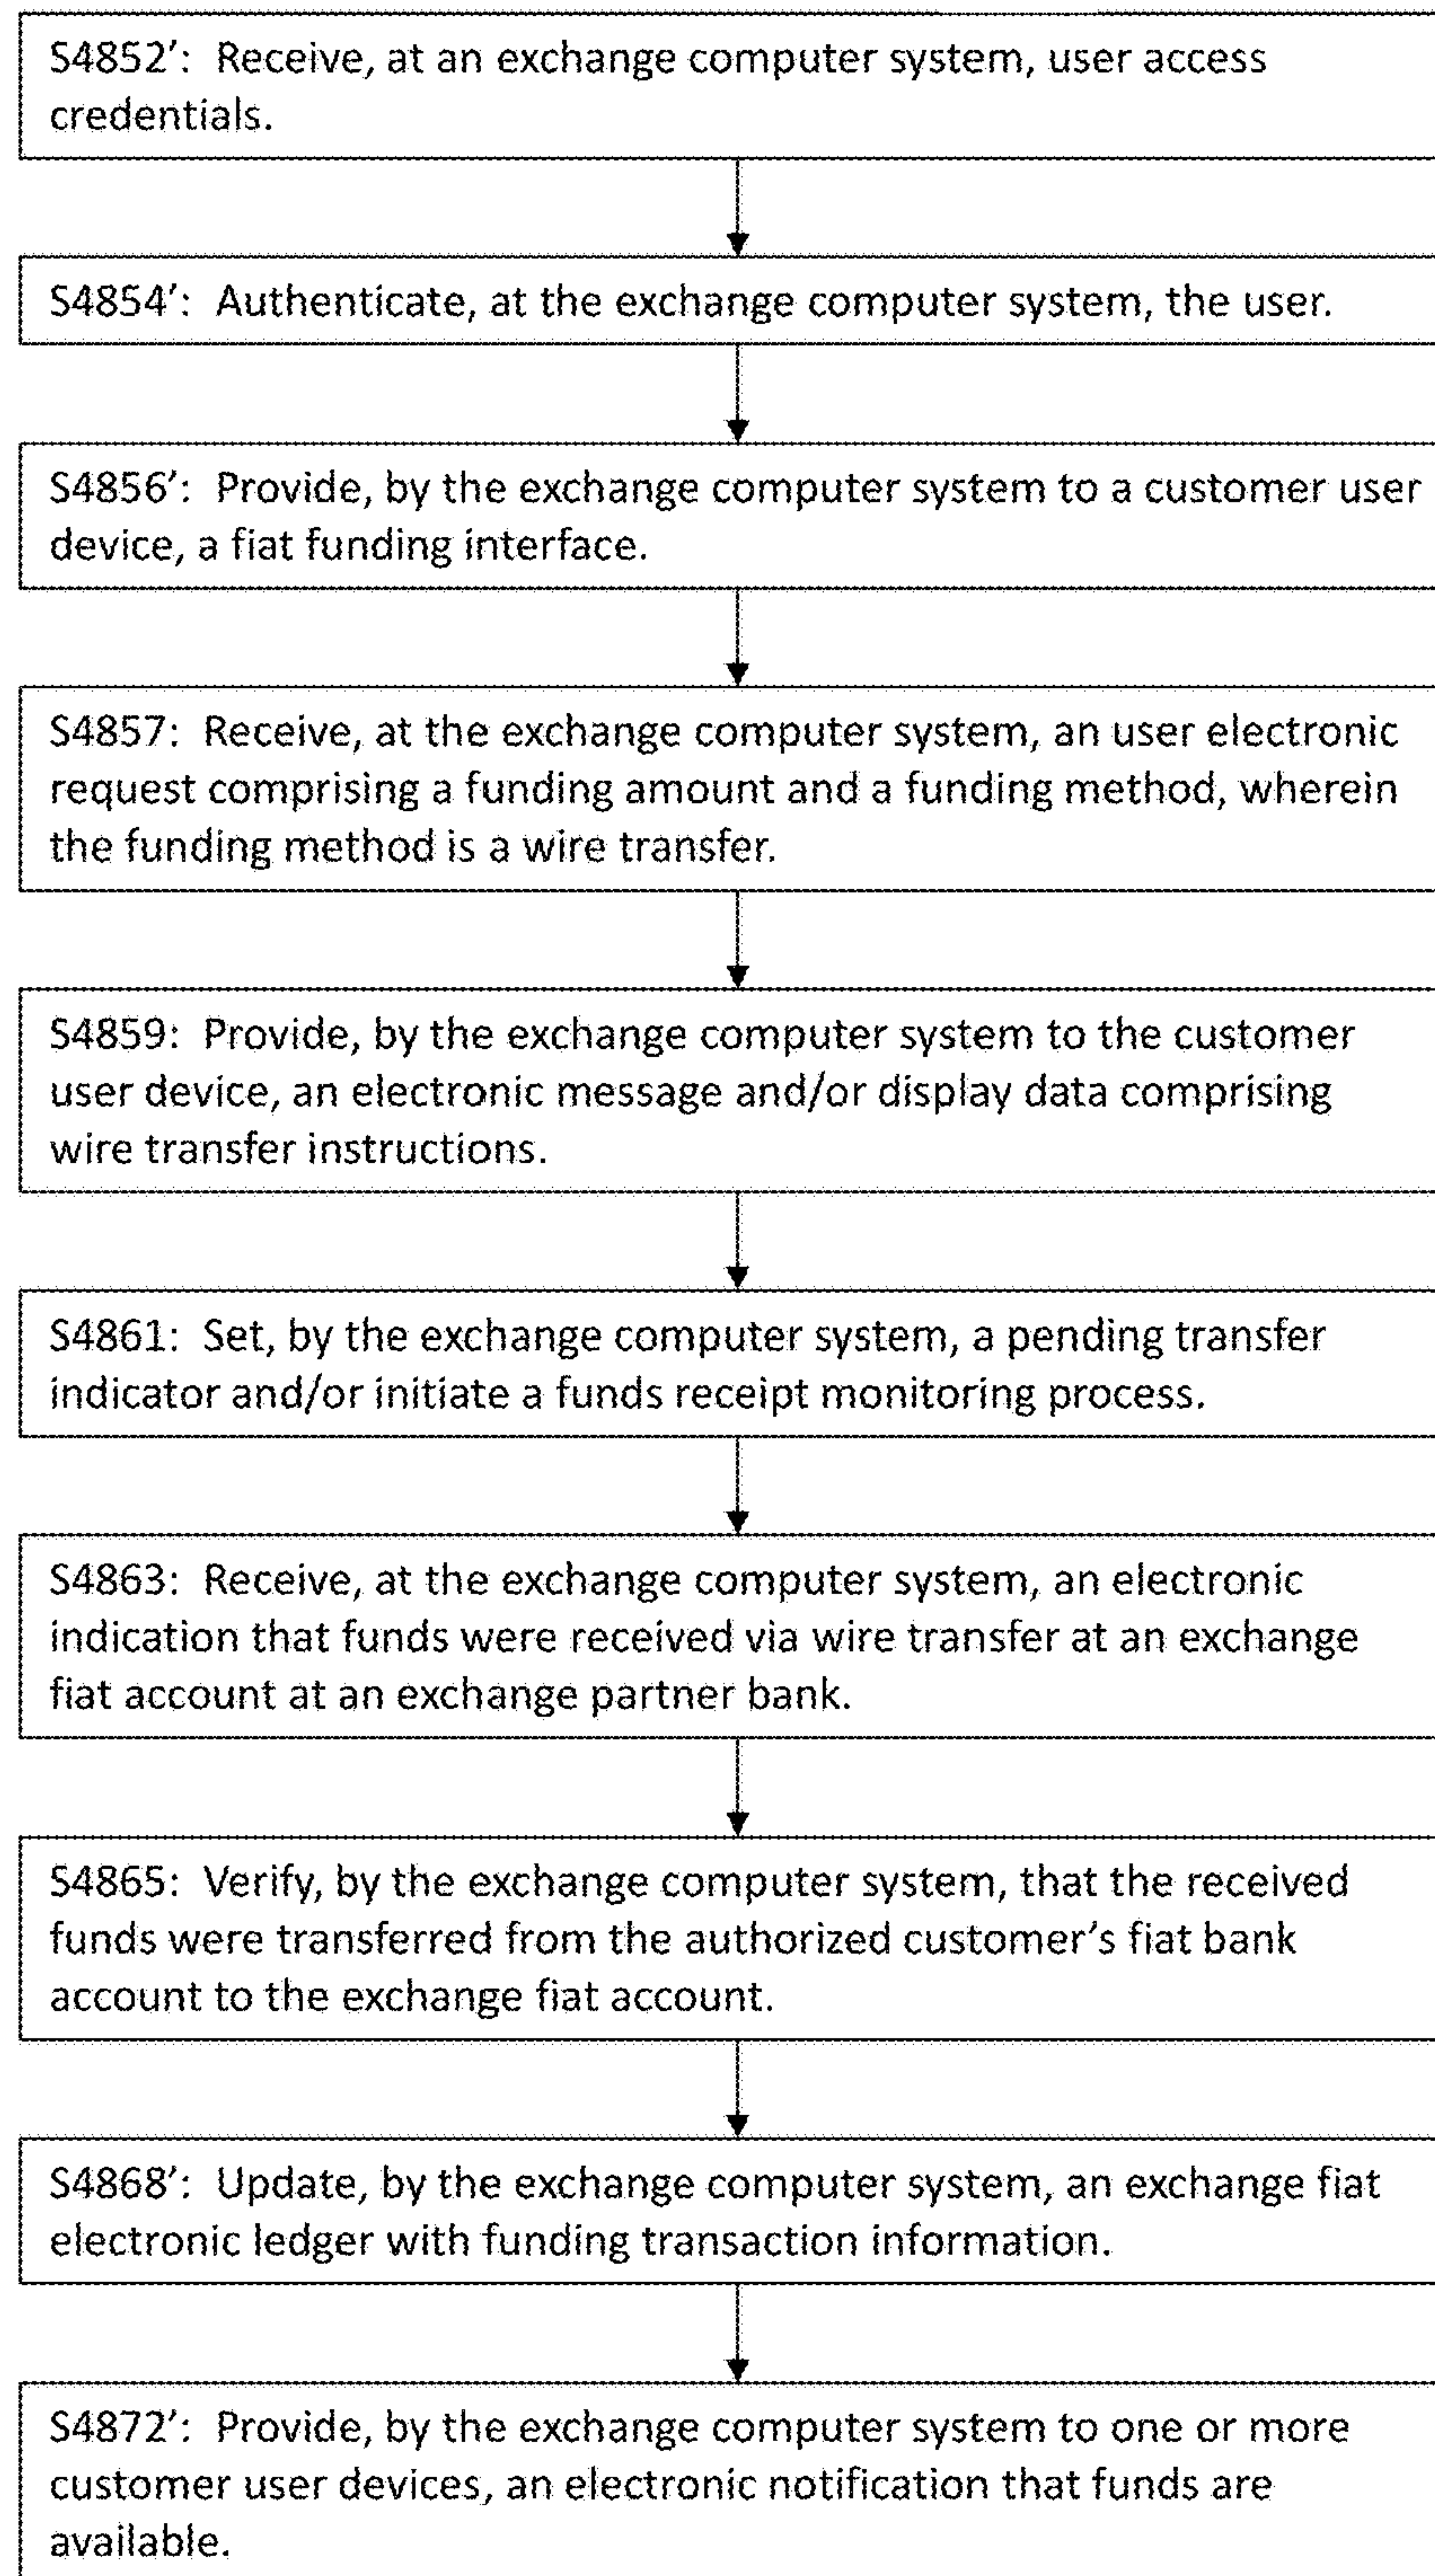 S4852’: Receive, at an exchange computer system, user access
credentials.
S4854’: Authenticate, at the exchange computer system, the user.
S4856’: Provide, by the exchange computer system to a customer user
device, a fiat funding interface.
S4857: Receive, at the exchange computer system, an user electronic
request comprising a funding amount and a funding method, wherein
the funding method is a wire transfer.
S4859: Provide, by the exchange computer system to the customer
user device, an electronic message and/or display data comprising
wire transfer instructions.
S4861: Set, by the exchange computer system, a pending transfer
indicator and/or initiate a funds receipt monitoring process.
S4863: Receive, at the exchange computer system, an electronic
indication that funds were received via wire transfer at an exchange
fiat account at an exchange partner bank.
S4865: Verify, by the exchange computer system, that the received
funds were transferred from the authorized customer’s fiat bank
account to the exchange fiat account.
S4868’: Update, by the exchange computer system, an exchange fiat
electronic ledger with funding transaction information.
S4872’: Provide, by the exchange computer system to one or more
customer user devices, an electronic notification that funds are
available.